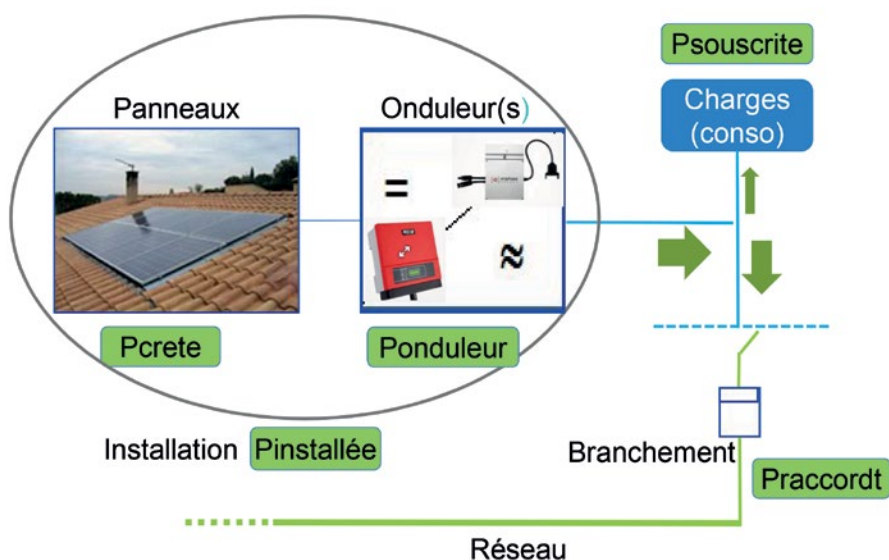 Psouscrite
Panneaux
Onduleur(s)
Charges
(conso)
=
≈
Pcrete
Ponduleur
Installation Pinstallée
Branchement
Praccordt
Réseau